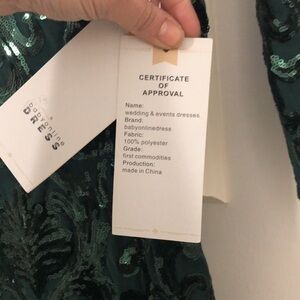 CERTIFICATE
OF
APPROVAL
Name:
wedding & events dresses
Brand:
babyonlinedress
Fabric:
100% polyester
Grade:
first commodities
Production:
made in China
DRESS